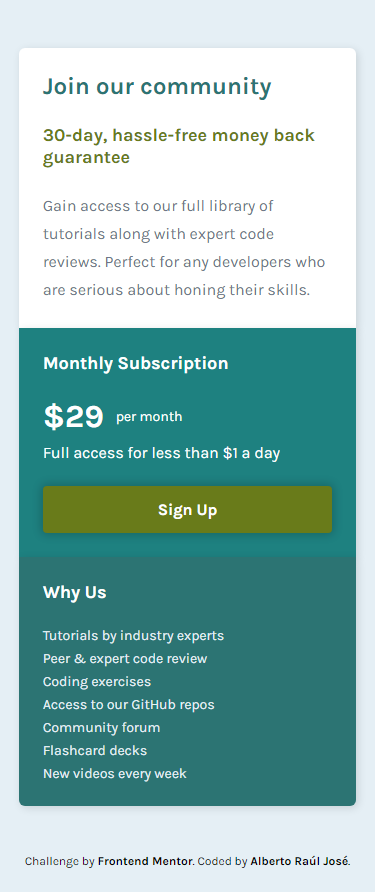 Join our community
30-day, hassle-free money back
guarantee
Gain access to our full library of
tutorials along with expert code
reviews. Perfect for any developers who
are serious about honing their skills.
Monthly Subscription
$29 per month
Full access for less than $1 a day
Sign Up
Why Us
Tutorials by industry experts
Peer & expert code review
Coding exercises
Access to our GitHub repos
Community forum
Flashcard decks
New videos every week
Challenge by Frontend Mentor. Coded by Alberto Raúl José.